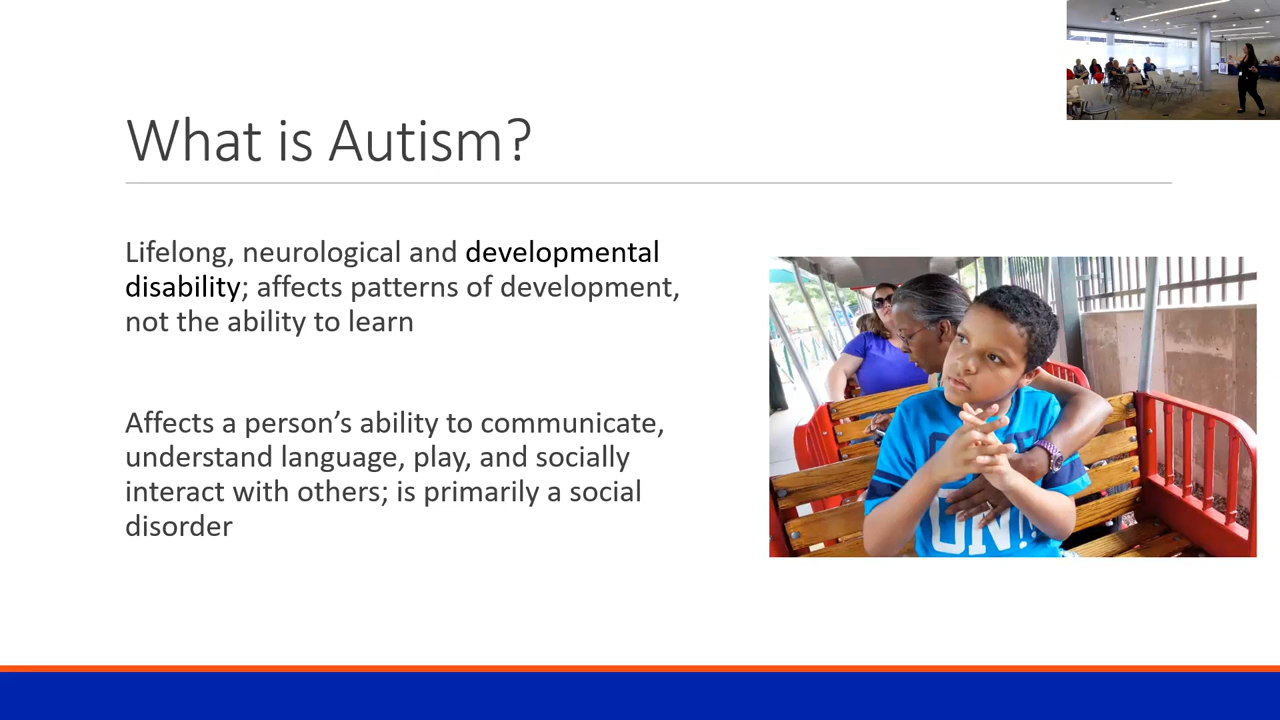 What is Autism?
Lifelong, neurological and developmental
disability; affects patterns of development,
not the ability to learn
Affects a person’s ability to communicate,
understand language, play, and socially
interact with others; is primarily a social
disorder